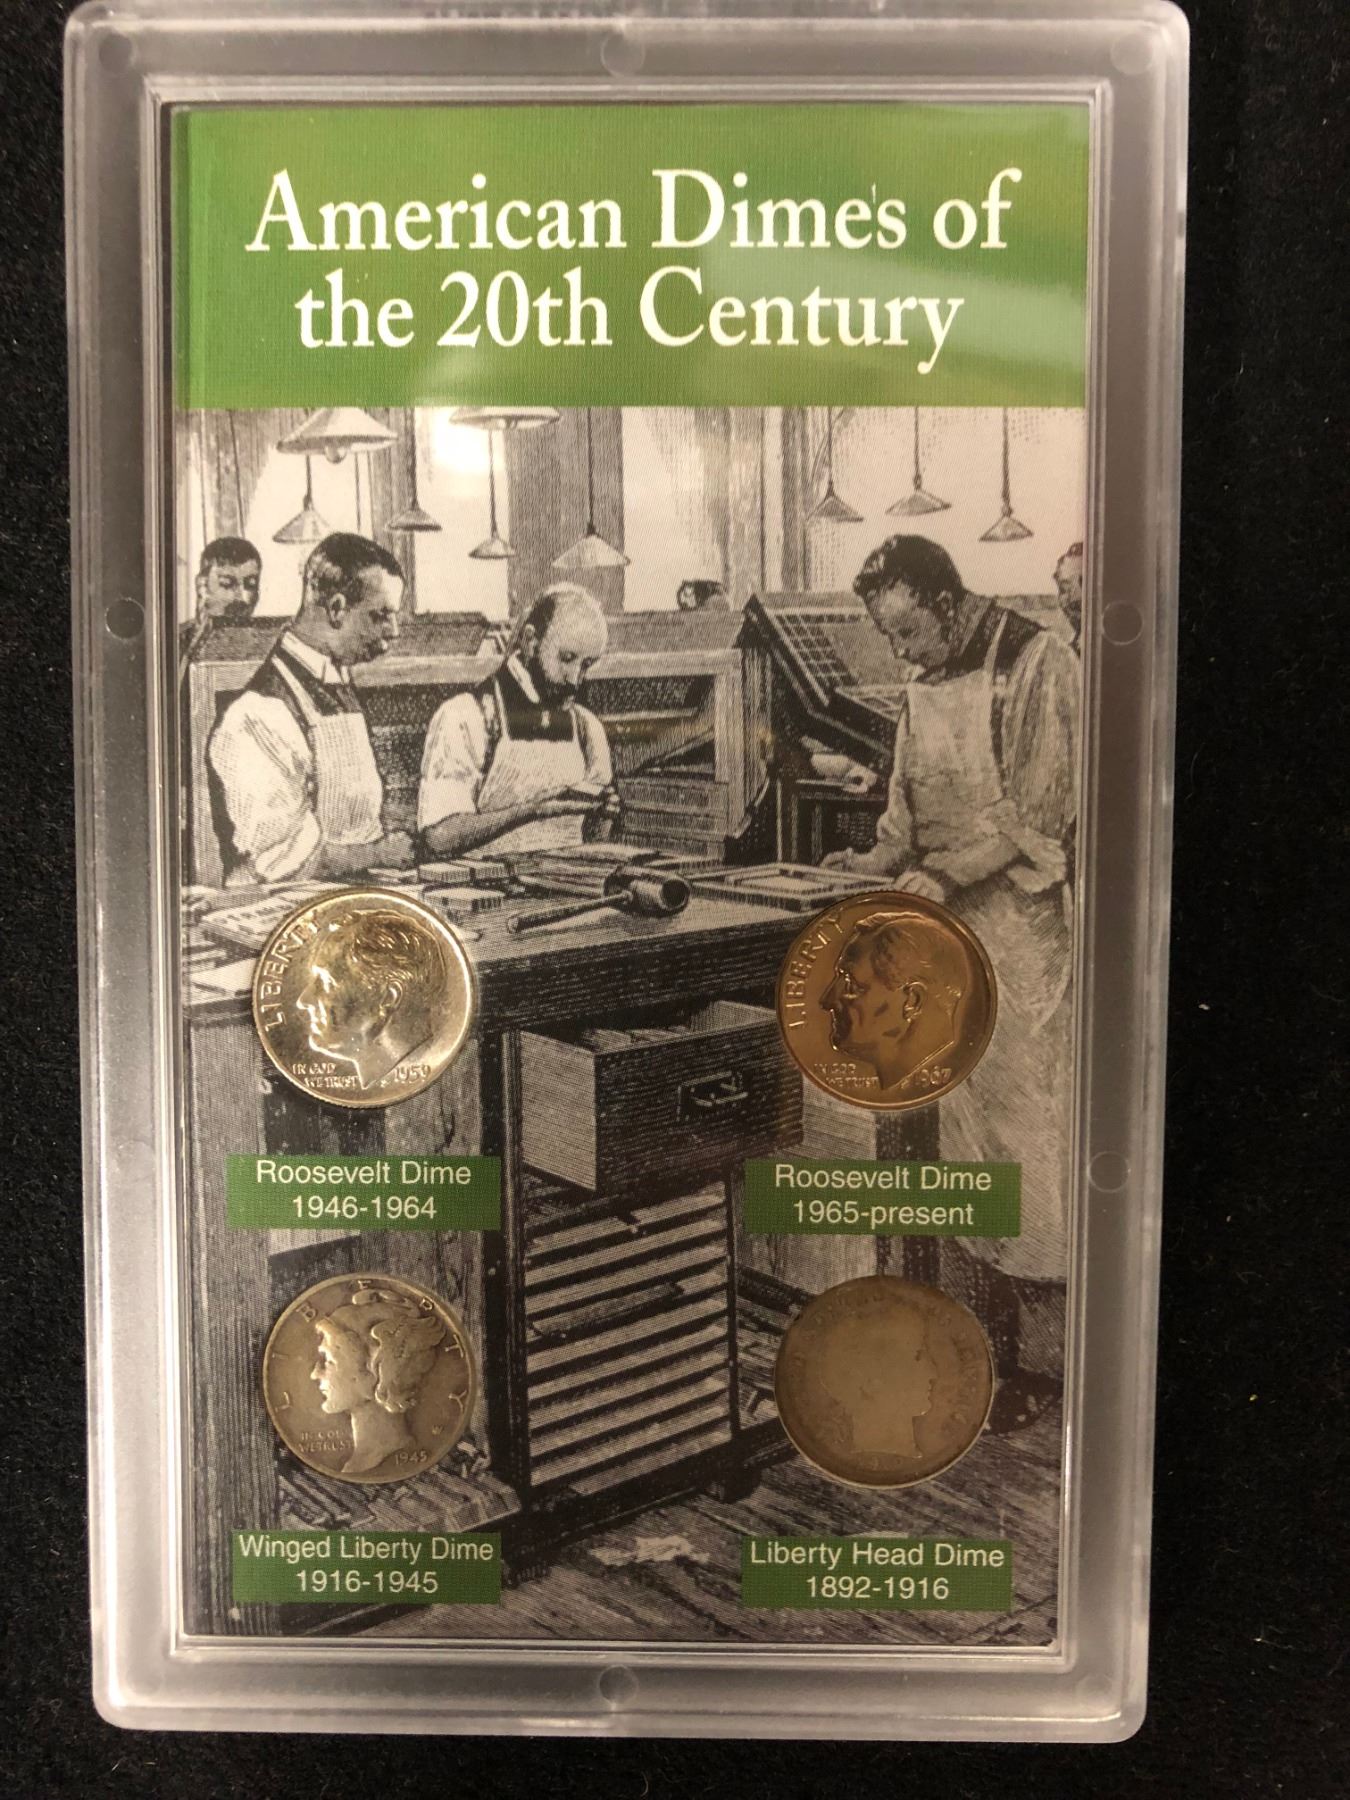 American Dime's of
the 20th Century
LIBERTY
IN GOD
WE TRUST
1959
LIBERTY
IN GOD
WE TRUST
1967
Roosevelt Dime
1946-1964
Roosevelt Dime
1965-present
LIBERTY
IN GOD
WE TRUST
1945
Winged Liberty Dime
1916-1945
Liberty Head Dime
1892-1916